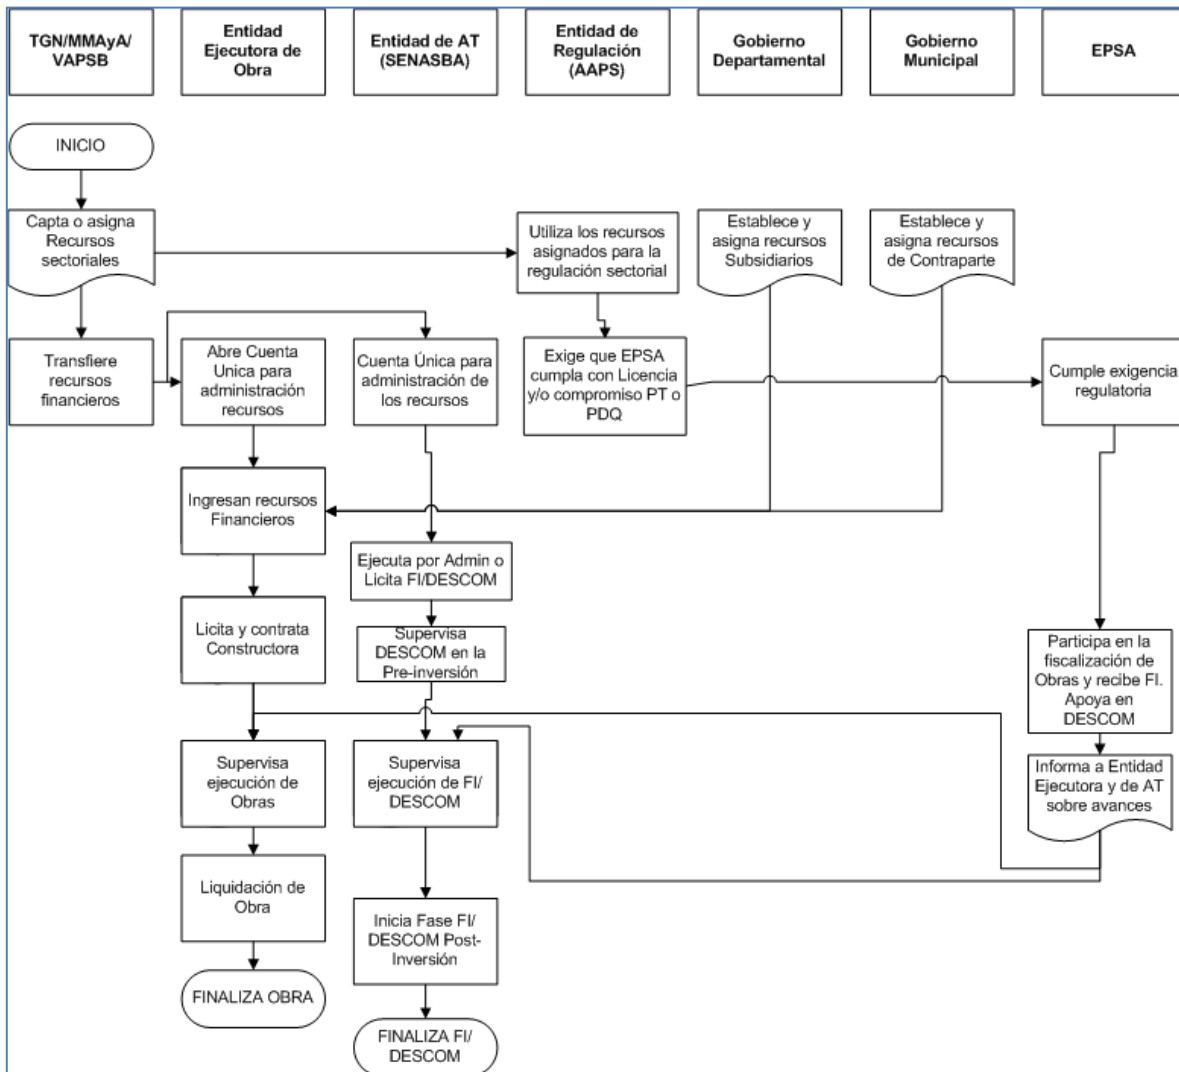 TGN/MMAyA/
VAPSB
Entidad
Ejecutora de
Obra
Entidad de AT
(SENASBA)
Entidad de
Regulación
(AAPS)
Gobierno
Departamental
Gobierno
Municipal
EPSA
INICIO
Capta o asigna
Recursos
sectoriales
Utiliza los recursos
asignados para la
regulación sectorial
Establece y
asigna recursos
Subsidiarios
Establece y
asigna recursos
de Contraparte
Transfiere
recursos
financieros
Abre Cuenta
Unica para
administración
recursos
Cuenta Única para
administración de
los recursos
Exige que EPSA
cumpla con Licencia
y/o compromiso PT o
PDQ
Cumple exigencia
regulatoria
Ingresan recursos
Financieros
Ejecuta por Admin o
Licita FI/DESCOM
Licita y contrata
Constructora
Supervisa
DESCOM en la
Pre-inversión
Participa en la
fiscalización de
Obras y recibe FI.
Apoya en
DESCOM
Supervisa
ejecución de
Obras
Supervisa
ejecución de FI/
DESCOM
Informa a Entidad
Ejecutora y de AT
sobre avances
Liquidación de
Obra
Inicia Fase FI/
DESCOM Post-
Inversión
FINALIZA OBRA
FINALIZA FI/
DESCOM